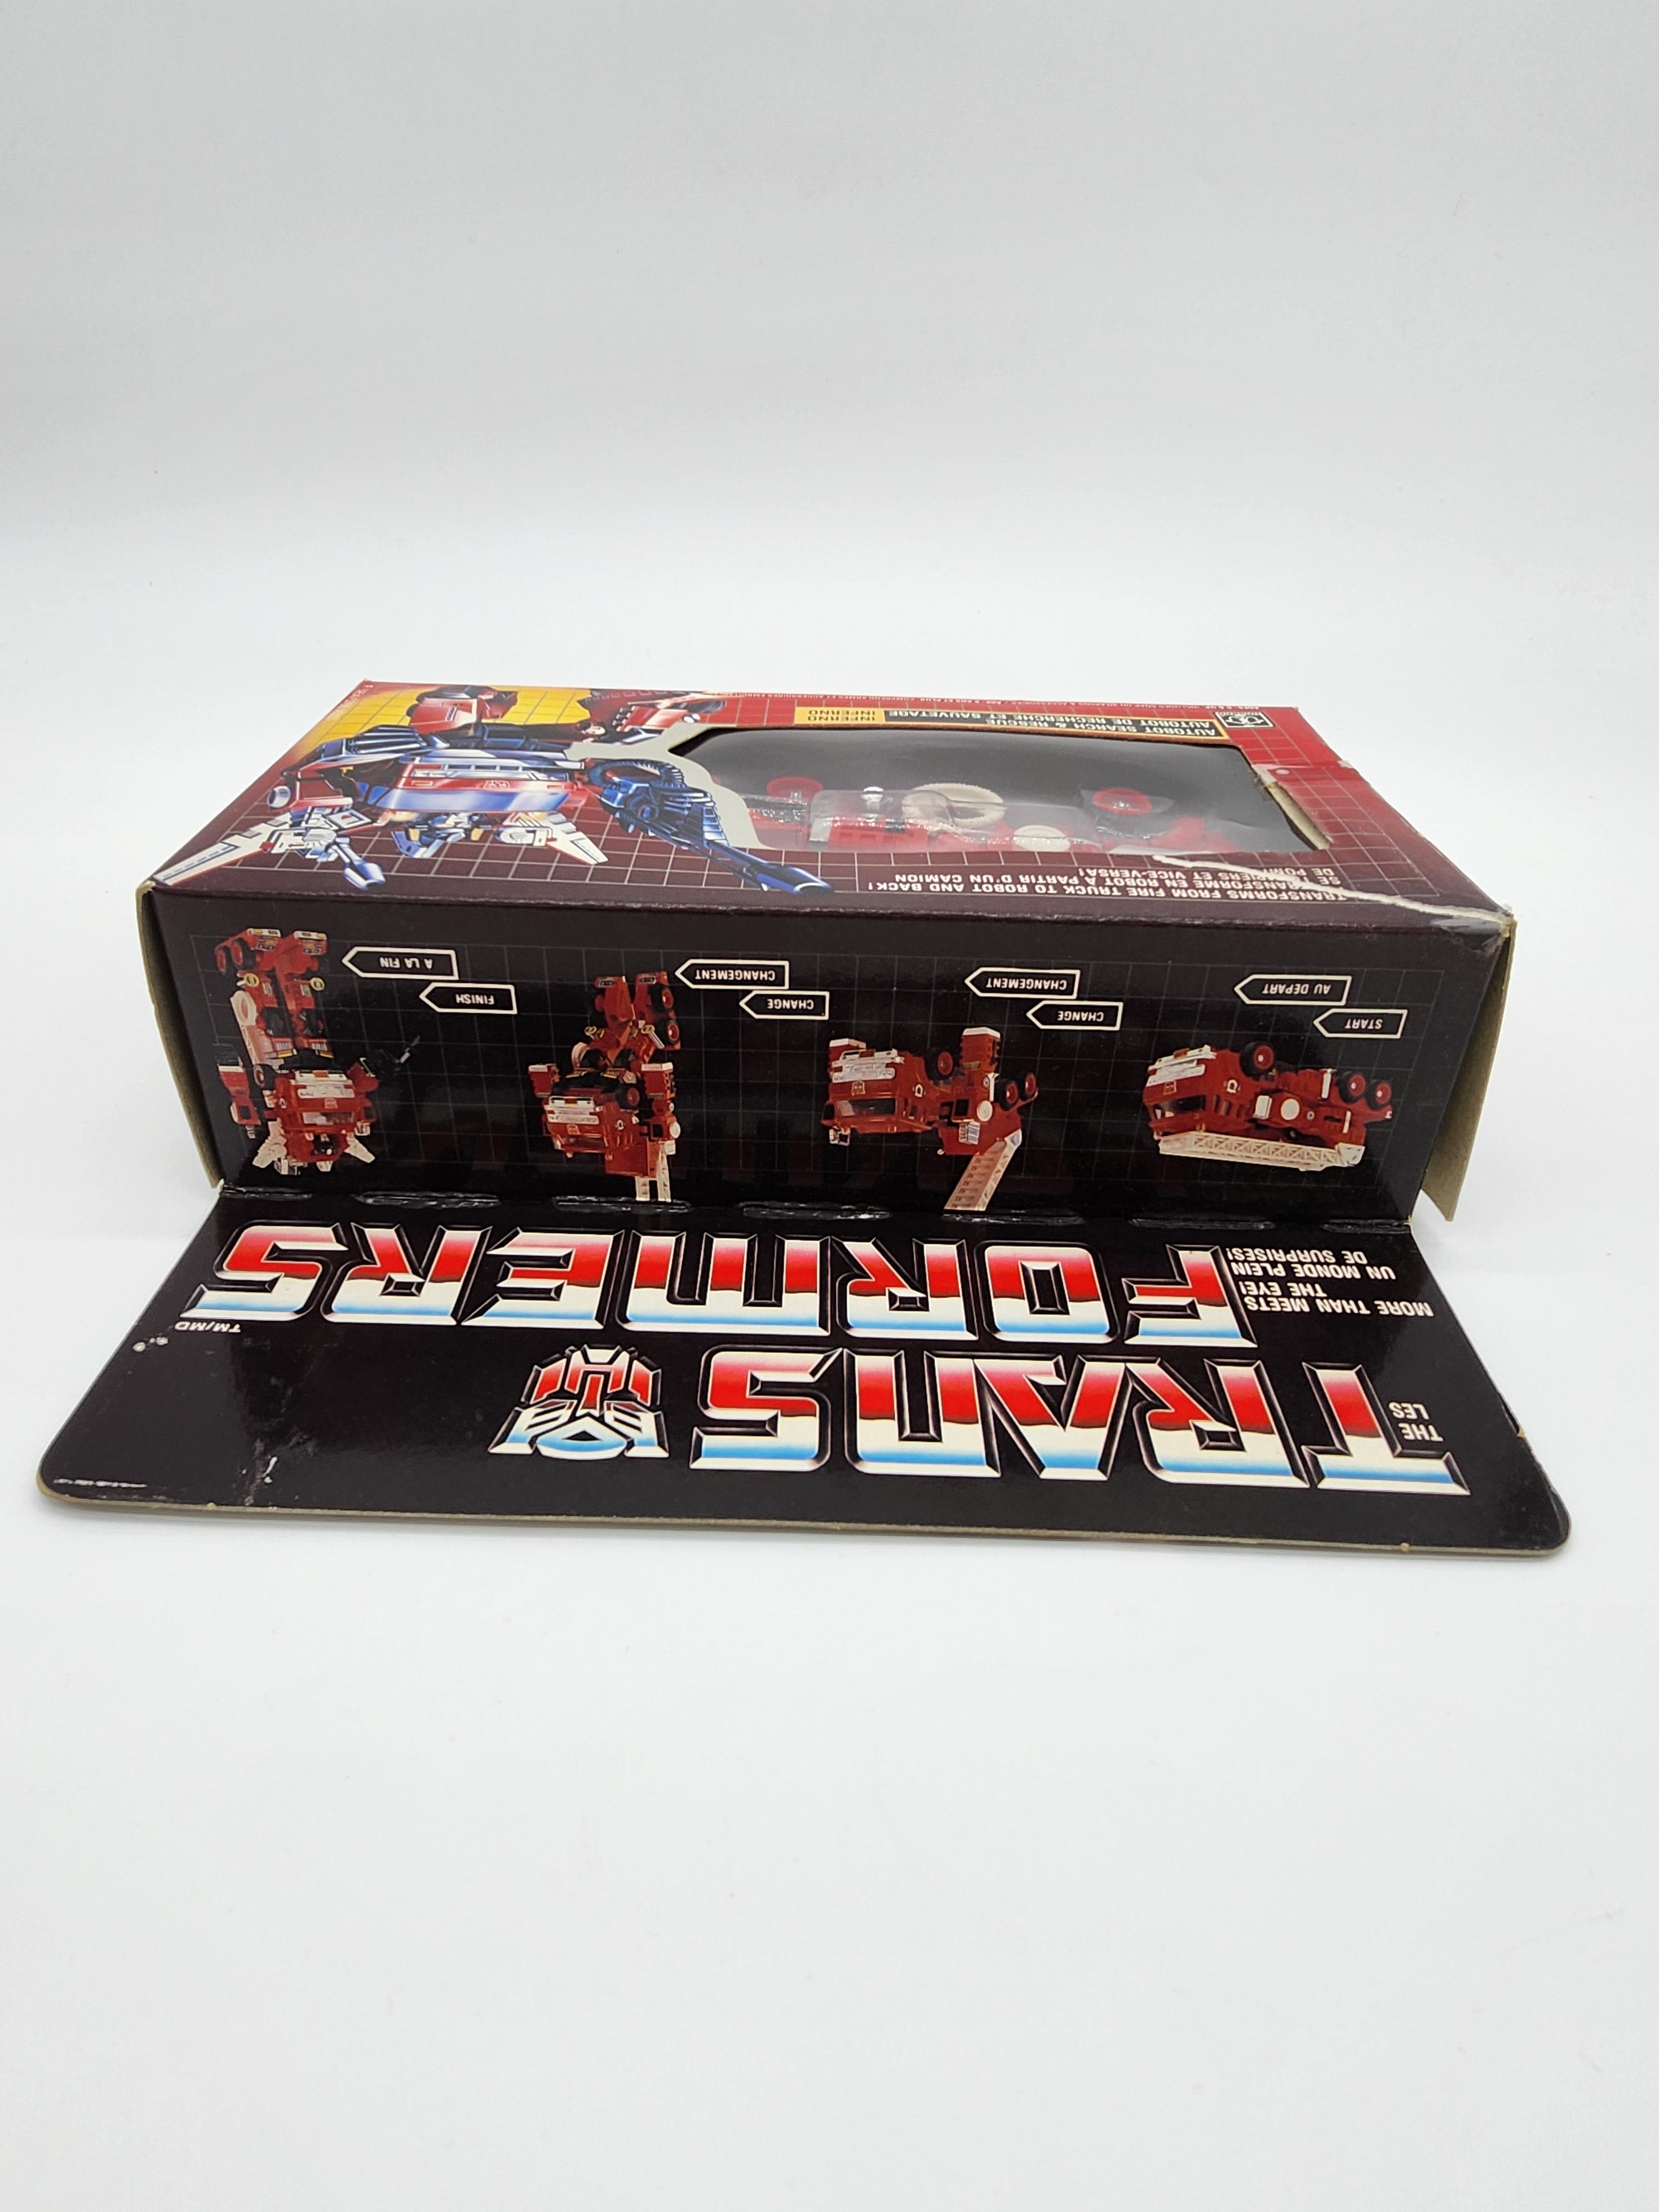 THE
LES
TRANS
FORMERS
TM/MD
MORE THAN MEETS
THE EYE!
UN MONDE PLEIN
DE SURPRISES!
START
AU DEPART
CHANGE
CHANGEMENT
CHANGE
CHANGEMENT
FINISH
A LA FIN
TRANSFORMS FROM FIRE TRUCK TO ROBOT AND BACK!
SE TRANSFORME EN ROBOT À PARTIR D'UN CAMION
DE POMPIERS ET VICE-VERSA!
AUTOBOT SEARCH & RESCUE
AUTOBOT DE RECHERCHE ET SAUVETAGE
INFERNO
INFERNO